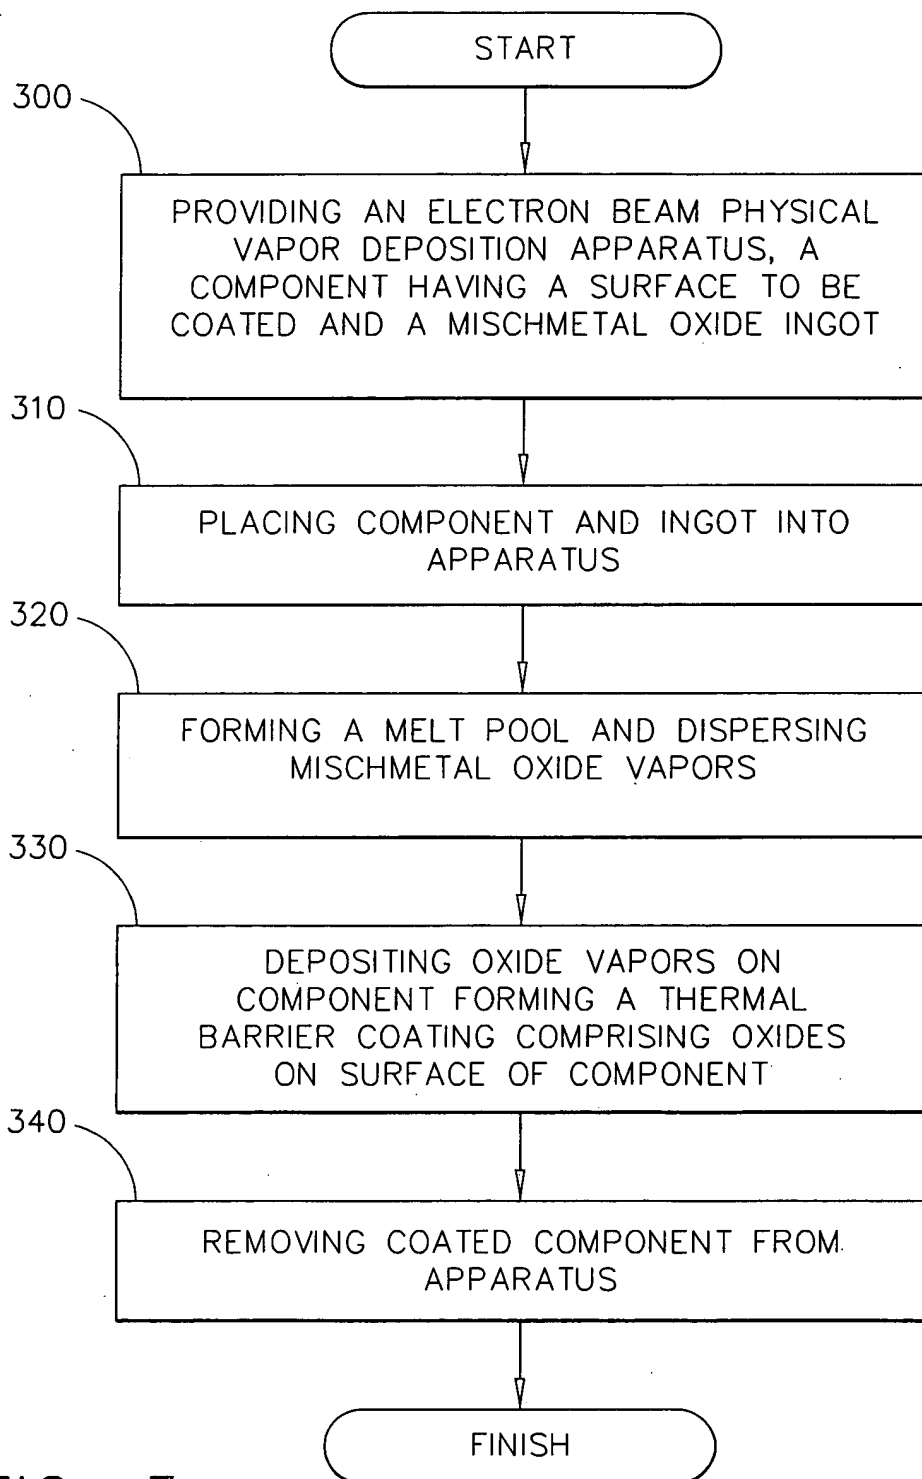 START
300
PROVIDING AN ELECTRON BEAM PHYSICAL
VAPOR DEPOSITION APPARATUS, A
COMPONENT HAVING A SURFACE TO BE
COATED AND A MISCHMETAL OXIDE INGOT
310
PLACING COMPONENT AND INGOT INTO
APPARATUS
320
FORMING A MELT POOL AND DISPERSING
MISCHMETAL OXIDE VAPORS
330
DEPOSITING OXIDE VAPORS ON
COMPONENT FORMING A THERMAL
BARRIER COATING COMPRISING OXIDES
ON SURFACE OF COMPONENT
340
REMOVING COATED COMPONENT FROM
APPARATUS
FINISH